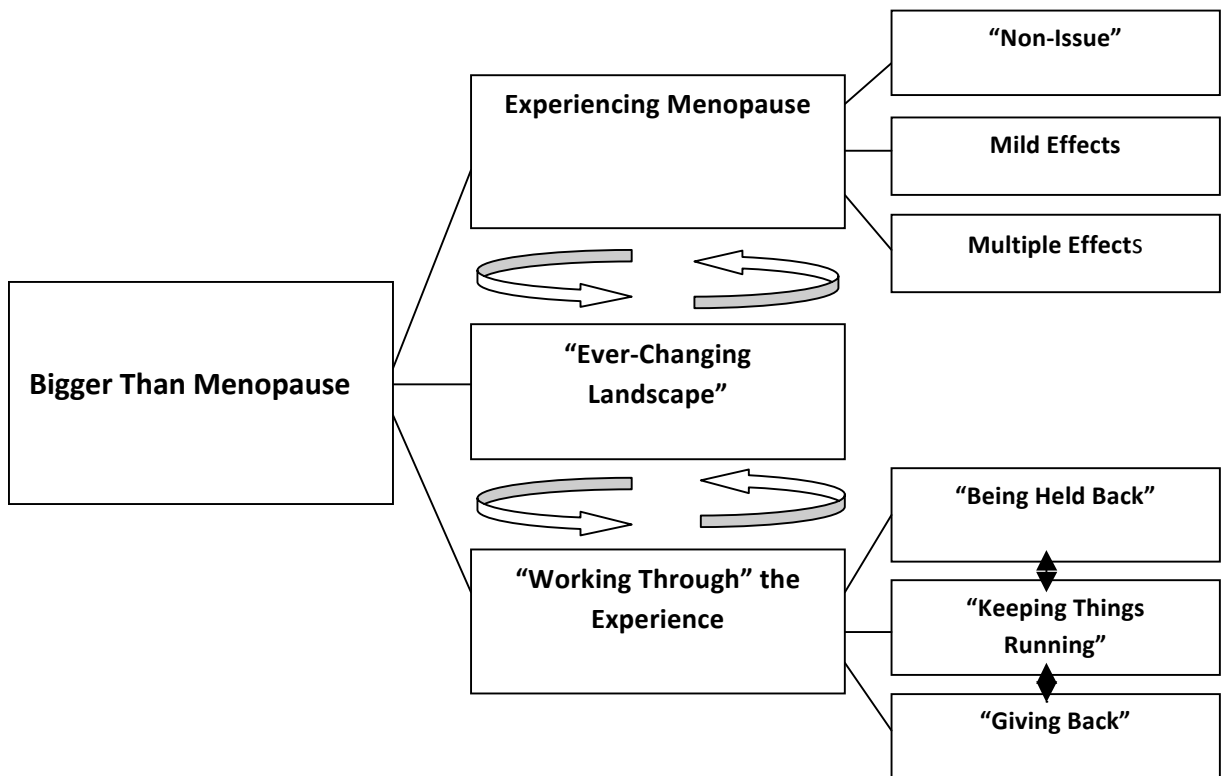 “Non-Issue”
Experiencing Menopause
Mild Effects
Multiple Effects
“Ever-Changing
Landscape”
Bigger Than Menopause
“Being Held Back”
“Working Through” the
Experience
“Keeping Things
Running”
“Giving Back”